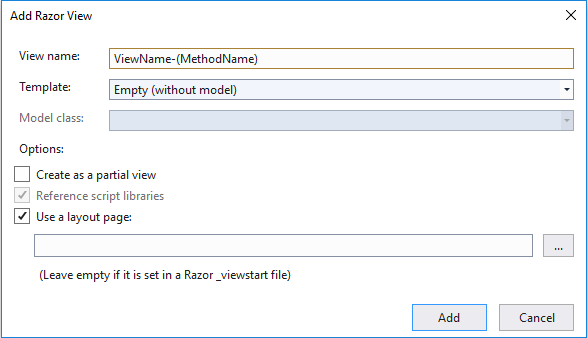 Add Razor View
View name: ViewName-(MethodName)
Template: Empty (without model)
Model class:
Options:
Create as a partial view
Reference script libraries
Use a layout page:
...
(Leave empty if it is set in a Razor _viewstart file)
Add Cancel